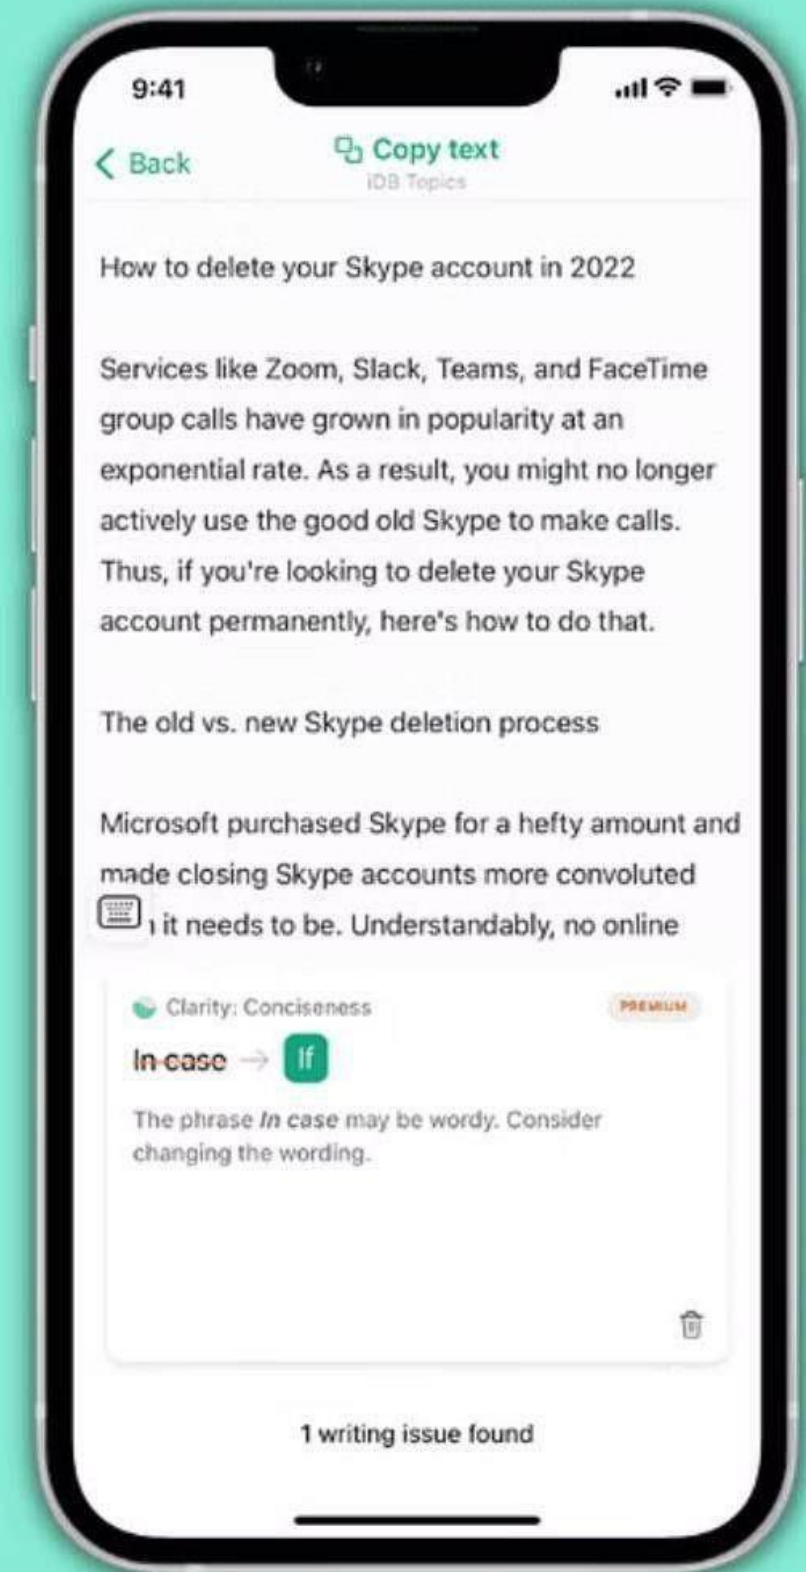 9:41
Back
Copy text
iDB Topics
How to delete your Skype account in 2022
Services like Zoom, Slack, Teams, and FaceTime
group calls have grown in popularity at an
exponential rate. As a result, you might no longer
actively use the good old Skype to make calls.
Thus, if you're looking to delete your Skype
account permanently, here's how to do that.
The old vs. new Skype deletion process
Microsoft purchased Skype for a hefty amount and
made closing Skype accounts more convoluted
it needs to be. Understandably, no online
Clarity: Conciseness
PREMIUM
In case → If
The phrase In case may be wordy. Consider
changing the wording.
1 writing issue found